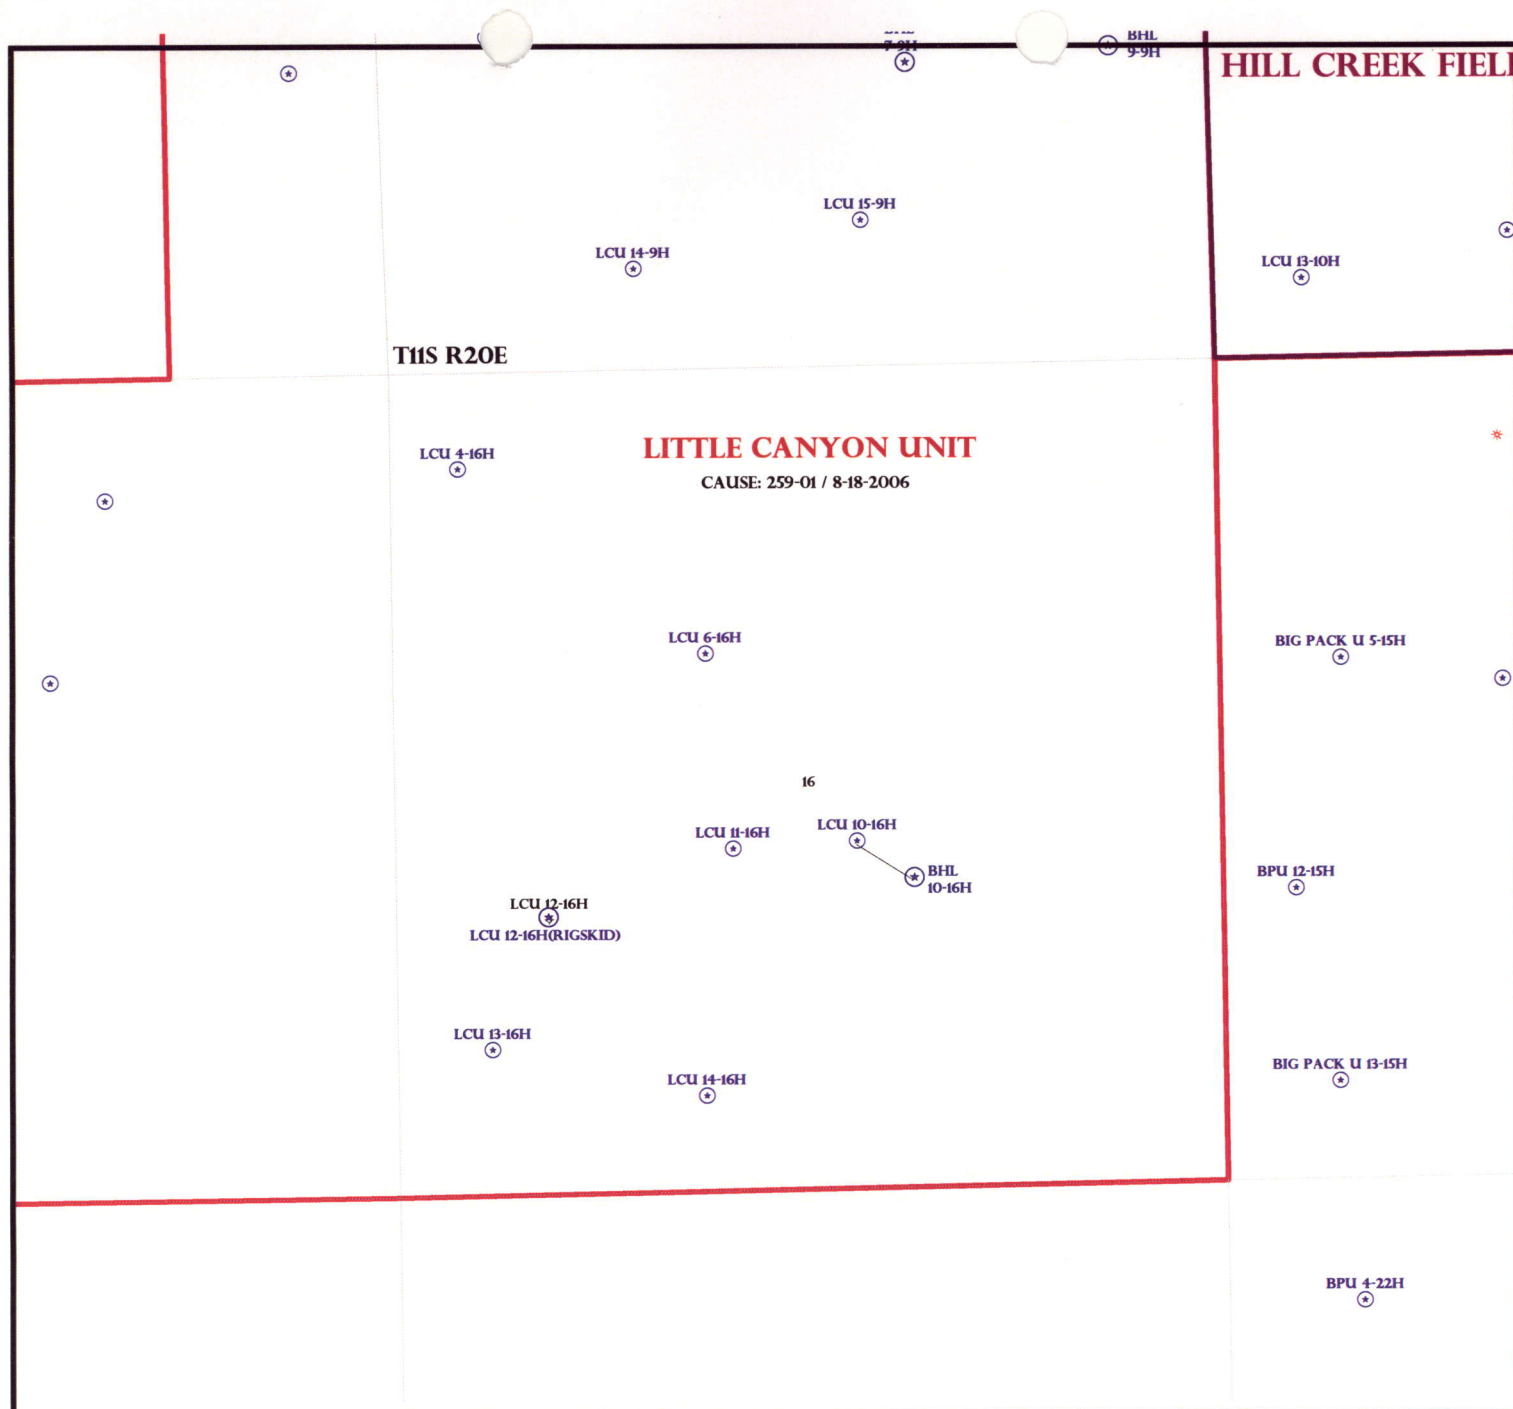 BHL
9-9H
7-9H
HILL CREEK FIEL
LCU 15-9H
LCU 14-9H
LCU 13-10H
T11S R20E
LITTLE CANYON UNIT
CAUSE: 259-01 / 8-18-2006
LCU 4-16H
LCU 6-16H
BIG PACK U 5-15H
16
LCU 11-16H
LCU 10-16H
BHL
10-16H
BPU 12-15H
LCU 12-16H
LCU 12-16H(RIGSKID)
LCU 13-16H
LCU 14-16H
BIG PACK U 13-15H
BPU 4-22H